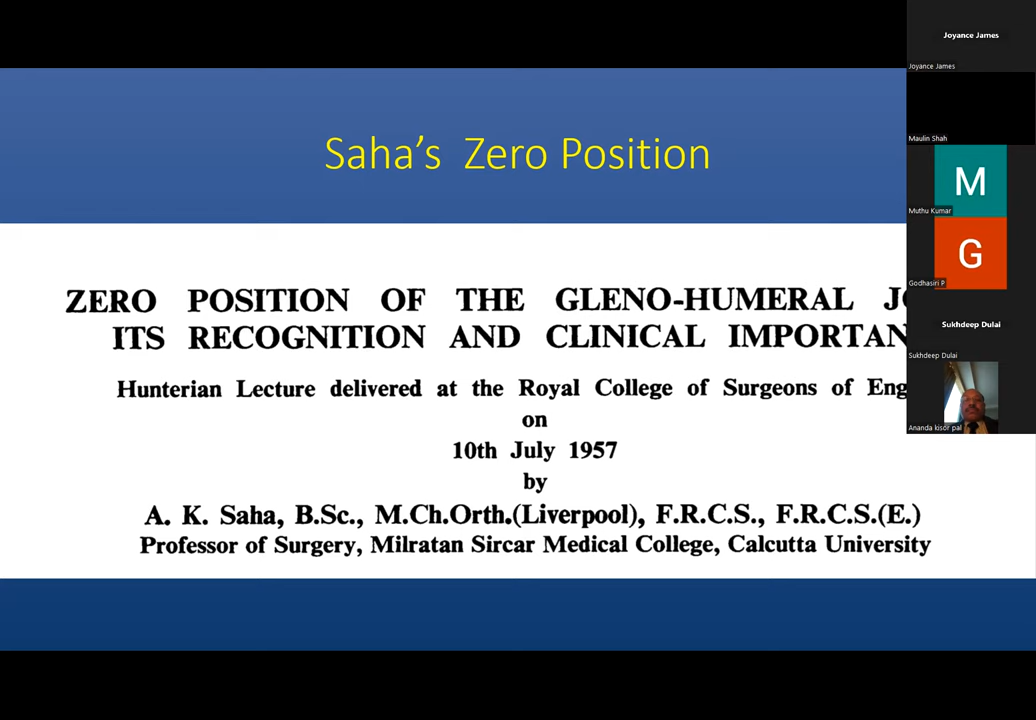 Saha's Zero Position
ZERO POSITION OF THE GLENO-HUMERAL
ITS RECOGNITION AND CLINICAL
Hunterian Lecture delivered at the Royal College of Surgeons of
on
10th July 1957
by
A. K. Saha, B.Sc., M.Ch.Orth.(Liverpool), F.R.C.S., F.R.C.S.(E.)
Professor of Surgery, Milratan Sircar Medical College, Calcutta University
Joyance James
Joyance James
Maulin Shah
M
Muthu Kumar
G
Godhasiri P
Sukhdeep Dulai
Sukhdeep Dulai
Ananda kisor pal